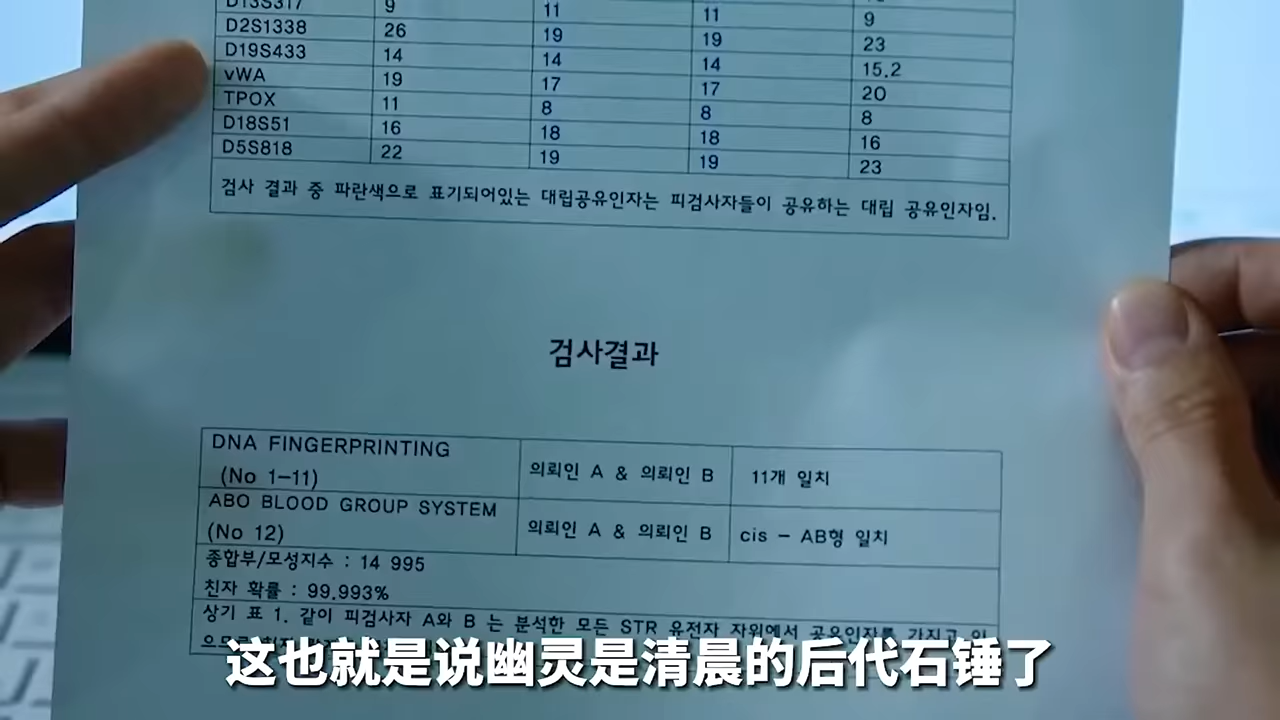 D13S317 9 11 11 9
D2S1338 26 19 19 23
D19S433 14 14 14 15.2
vWA 19 17 17 20
TPOX 11 8 8 8
D18S51 16 18 18 16
D5S818 22 19 19 23
검사 결과 중 파란색으로 표기되어있는 대립공유인자는 피검사자들이 공유하는 대립 공유인자임.
검사결과
DNA FINGERPRINTING
(No 1-11) 의뢰인 A & 의뢰인 B 11개 일치
ABO BLOOD GROUP SYSTEM
(No 12) 의뢰인 A & 의뢰인 B cis - AB형 일치
종합부/모성지수 : 14 995
친자 확률 : 99.993%
상기 표 1. 같이 피검사자 A와 B 는 분석한 모든 STR 유전자 자위에서 공유인자를 가지고 있
这也就是说幽灵是清晨的后代石锤了